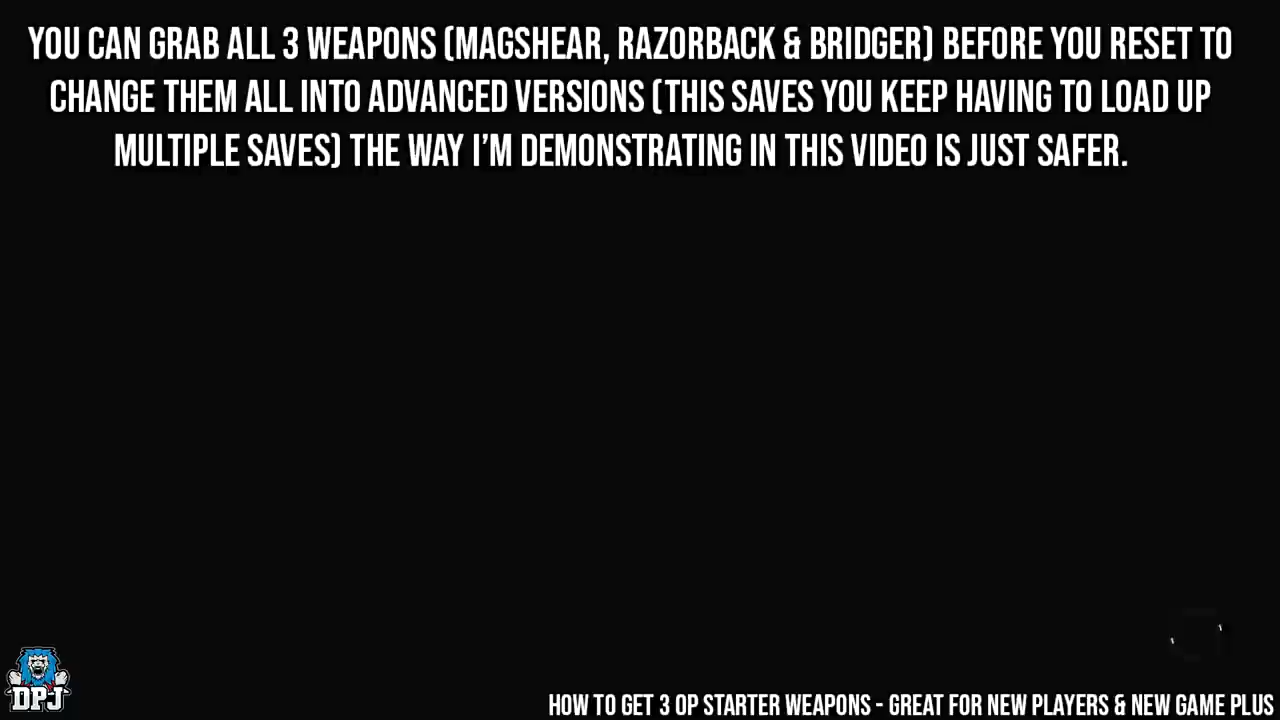 YOU CAN GRAB ALL 3 WEAPONS (MAGSHEAR, RAZORBACK & BRIDGER) BEFORE YOU RESET TO
CHANGE THEM ALL INTO ADVANCED VERSIONS (THIS SAVES YOU KEEP HAVING TO LOAD UP
MULTIPLE SAVES) THE WAY I'M DEMONSTRATING IN THIS VIDEO IS JUST SAFER.
DPJ
HOW TO GET 3 OP STARTER WEAPONS - GREAT FOR NEW PLAYERS & NEW GAME PLUS